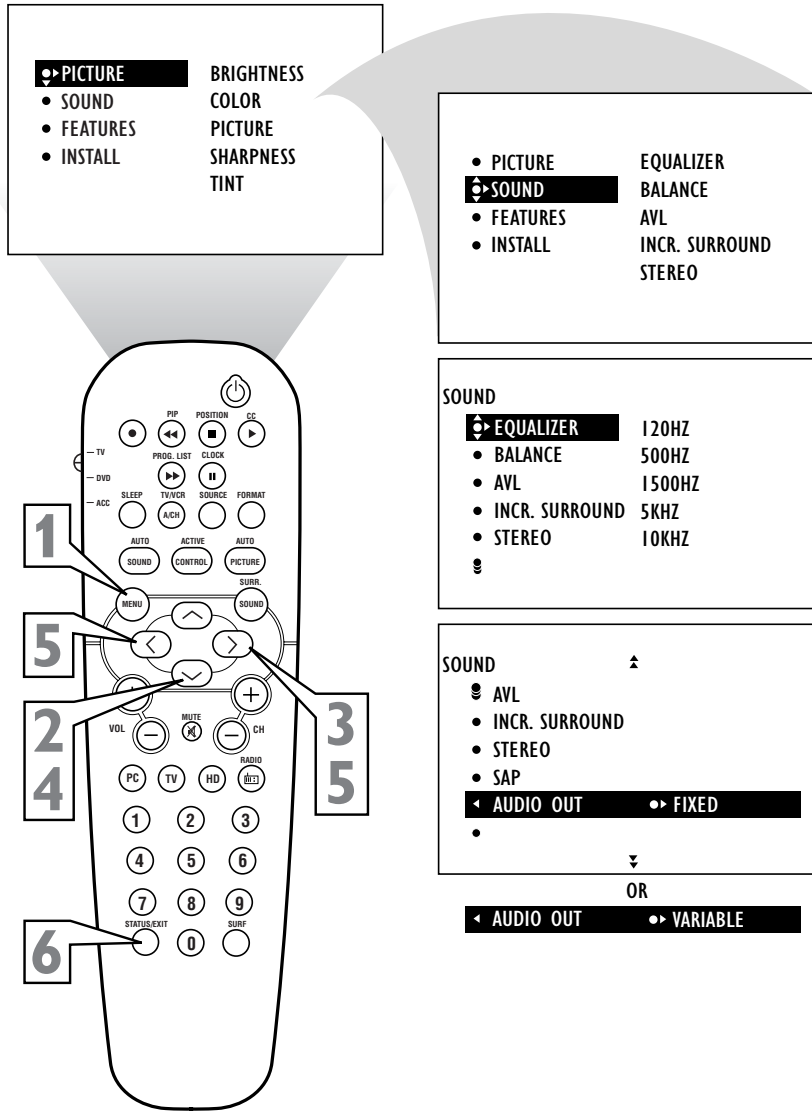 PICTURE BRIGHTNESS
SOUND COLOR
FEATURES PICTURE
INSTALL SHARPNESS
TINT
PICTURE EQUALIZER
SOUND BALANCE
FEATURES AVL
INSTALL INCR. SURROUND
STEREO
SOUND
EQUALIZER 120HZ
BALANCE 500HZ
AVL 1500HZ
INCR. SURROUND 5KHZ
STEREO 10KHZ
SOUND
AVL
INCR. SURROUND
STEREO
SAP
AUDIO OUT FIXED
OR
AUDIO OUT VARIABLE
PIP POSITION CC
TV
DVD
ACC
PROG. LIST CLOCK
SLEEP TV/VCR SOURCE FORMAT
A/CH
AUTO ACTIVE AUTO
SOUND CONTROL PICTURE
SURR.
MENU SOUND
1
5
2
4
3
5
+ +
VOL - MUTE - CH
RADIO
PC TV HD
1 2 3
4 5 6
7 8 9
STATUS/EXIT SURF
0
6